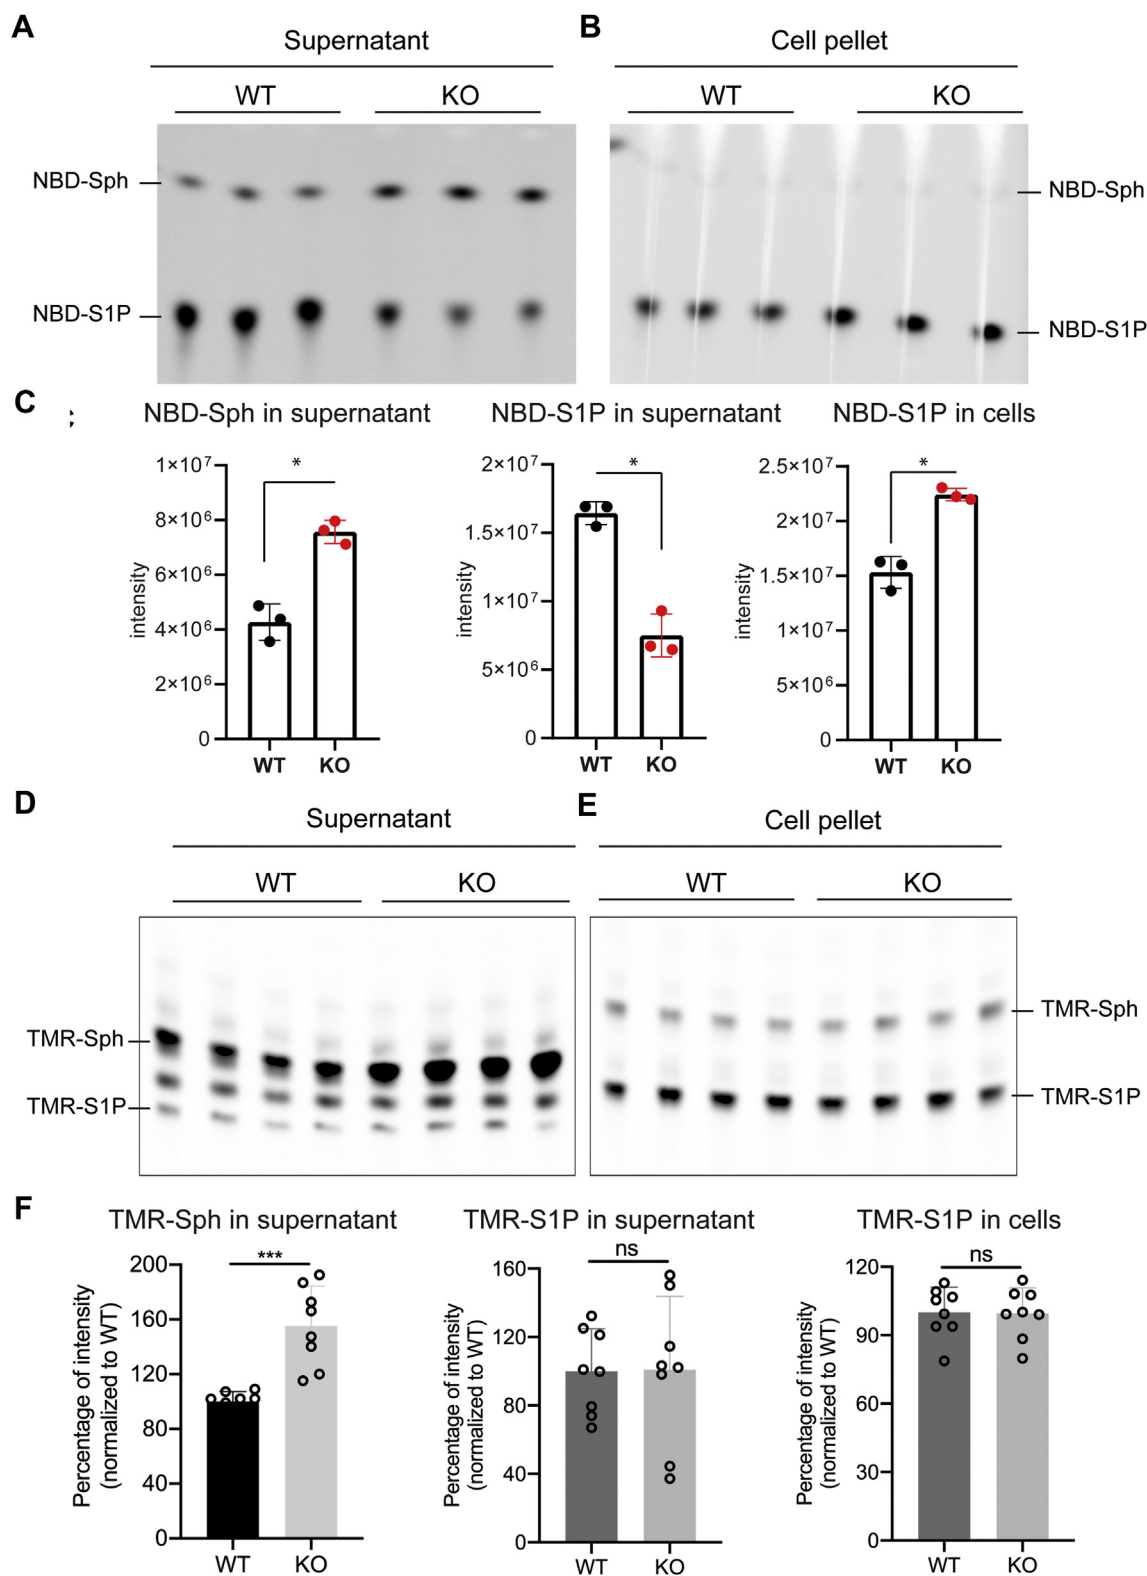 A
Supernatant
WT KO
NBD-Sph
NBD-S1P
B
Cell pellet
WT KO
NBD-Sph
NBD-S1P
C
;
NBD-Sph in supernatant
intensity
1×10⁷
8×10⁶
6×10⁶
4×10⁶
2×10⁶
0
*
WT KO
NBD-S1P in supernatant
intensity
2×10⁷
1.5×10⁷
1×10⁷
5×10⁶
0
*
WT KO
NBD-S1P in cells
intensity
2.5×10⁷
2×10⁷
1.5×10⁷
1×10⁷
5×10⁶
0
*
WT KO
D
Supernatant
WT KO
TMR-Sph
TMR-S1P
E
Cell pellet
WT KO
TMR-Sph
TMR-S1P
F
TMR-Sph in supernatant
Percentage of intensity
(normalized to WT)
200
160
120
80
40
0
***
WT KO
TMR-S1P in supernatant
Percentage of intensity
(normalized to WT)
160
120
80
40
0
ns
WT KO
TMR-S1P in cells
Percentage of intensity
(normalized to WT)
120
90
60
30
0
ns
WT KO